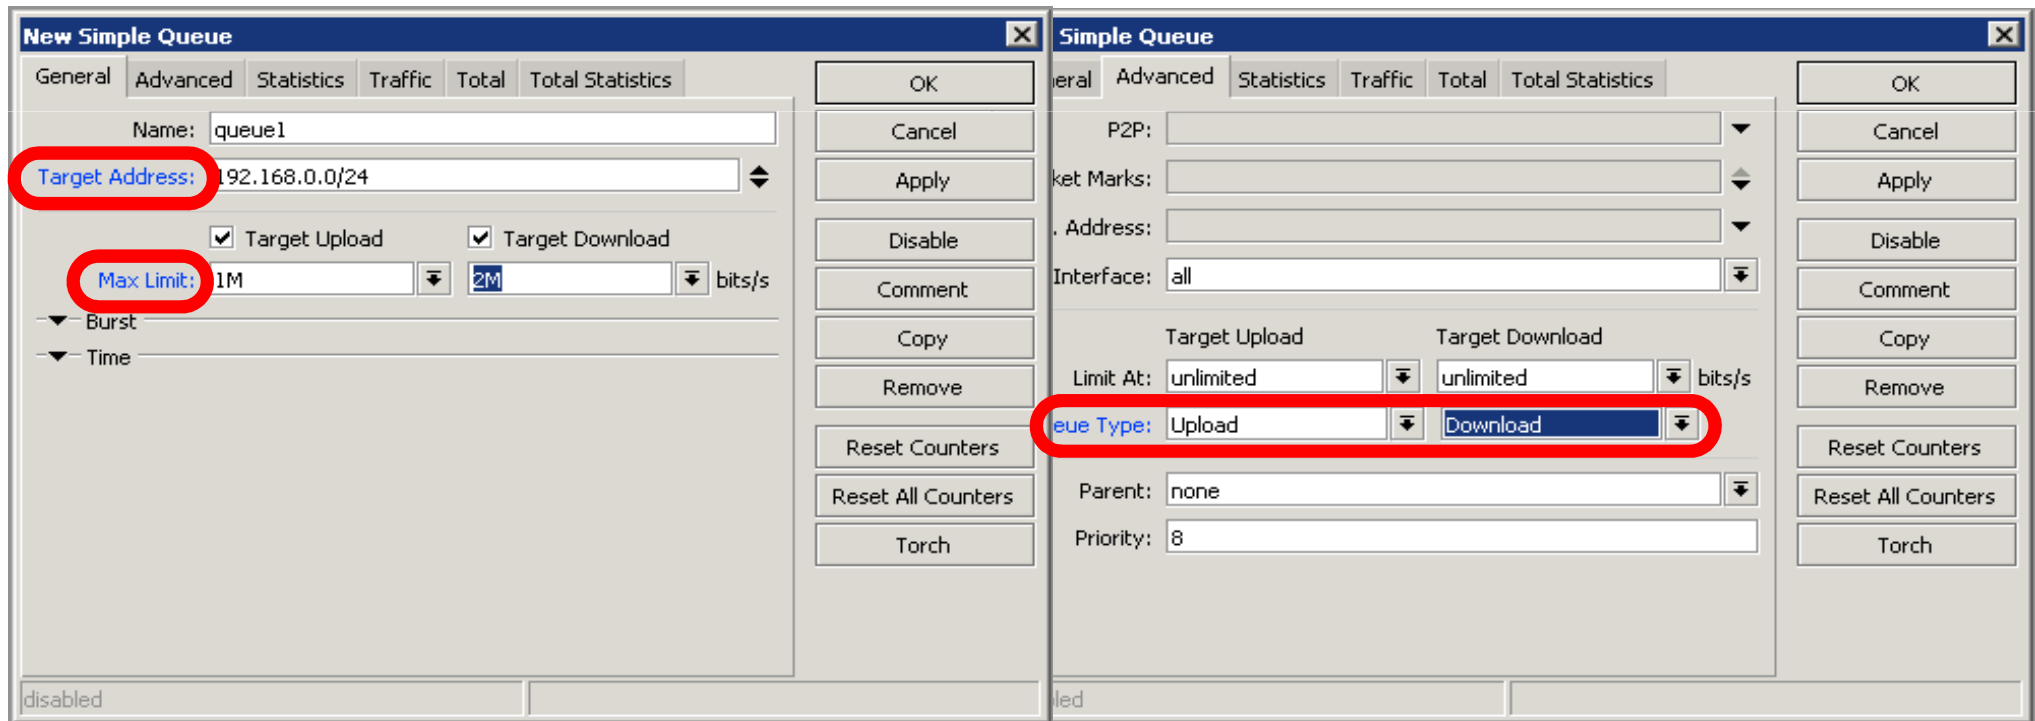 New Simple Queue
General Advanced Statistics Traffic Total Total Statistics
Name: queue1
Target Address: 192.168.0.0/24
Target Upload Target Download
Max Limit: 1M 2M bits/s
Burst
Time
OK
Cancel
Apply
Disable
Comment
Copy
Remove
Reset Counters
Reset All Counters
Torch
disabled
Simple Queue
eral Advanced Statistics Traffic Total Total Statistics
P2P:
ket Marks:
. Address:
Interface: all
Target Upload Target Download
Limit At: unlimited unlimited bits/s
eue Type: Upload Download
Parent: none
Priority: 8
OK
Cancel
Apply
Disable
Comment
Copy
Remove
Reset Counters
Reset All Counters
Torch
led